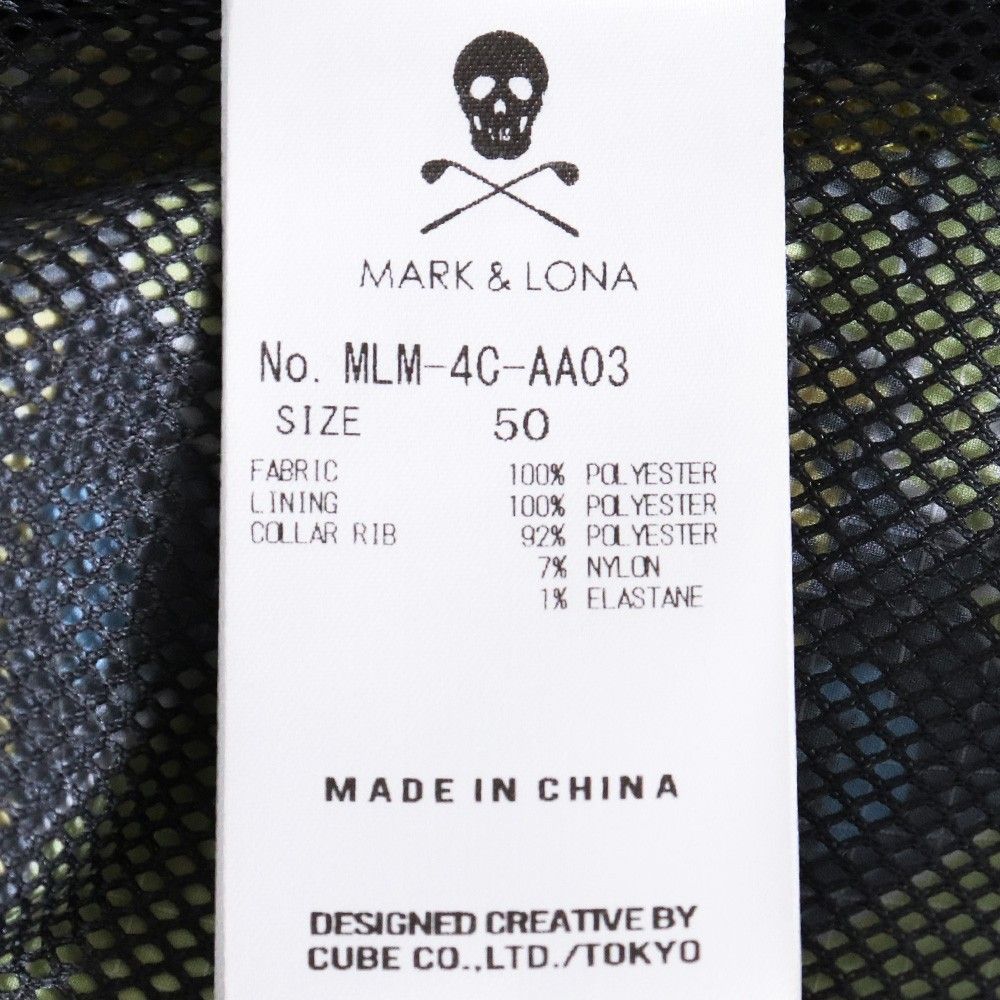 MARK & LONA
No. MLM-4C-AA03
SIZE 50
FABRIC 100% POLYESTER
LINING 100% POLYESTER
COLLAR RIB 92% POLYESTER
7% NYLON
1% ELASTANE
MADE IN CHINA
DESIGNED CREATIVE BY
CUBE CO.,LTD./TOKYO